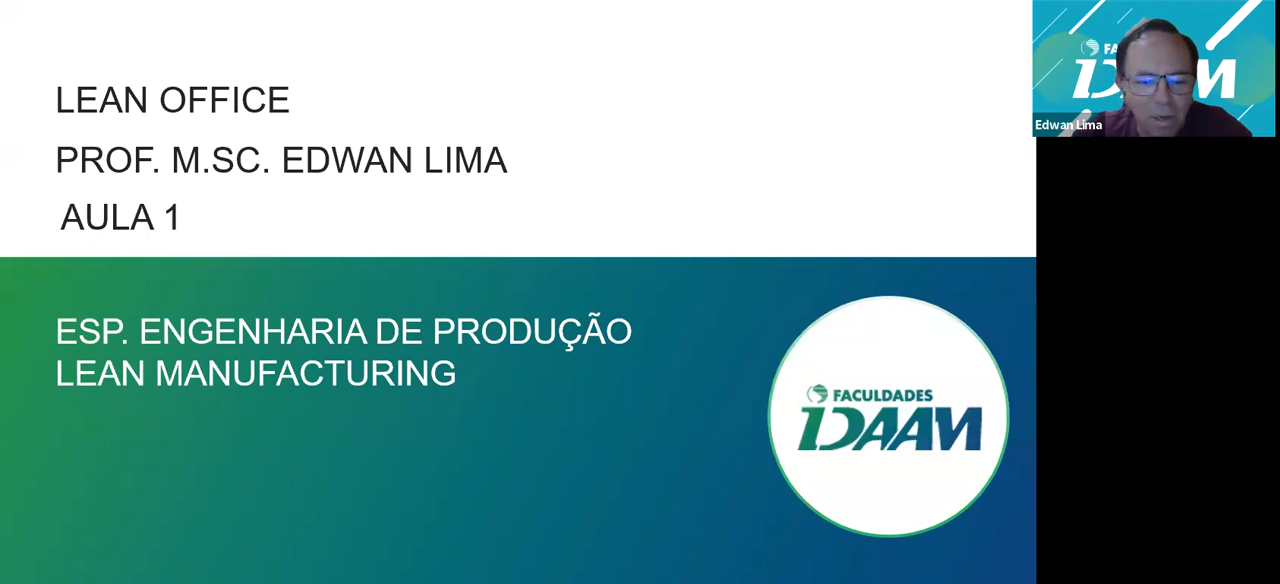 LEAN OFFICE
PROF. M.SC. EDWAN LIMA
AULA 1
ESP. ENGENHARIA DE PRODUÇÃO
LEAN MANUFACTURING
FACULDADES
IDAAM
Edwan Lima